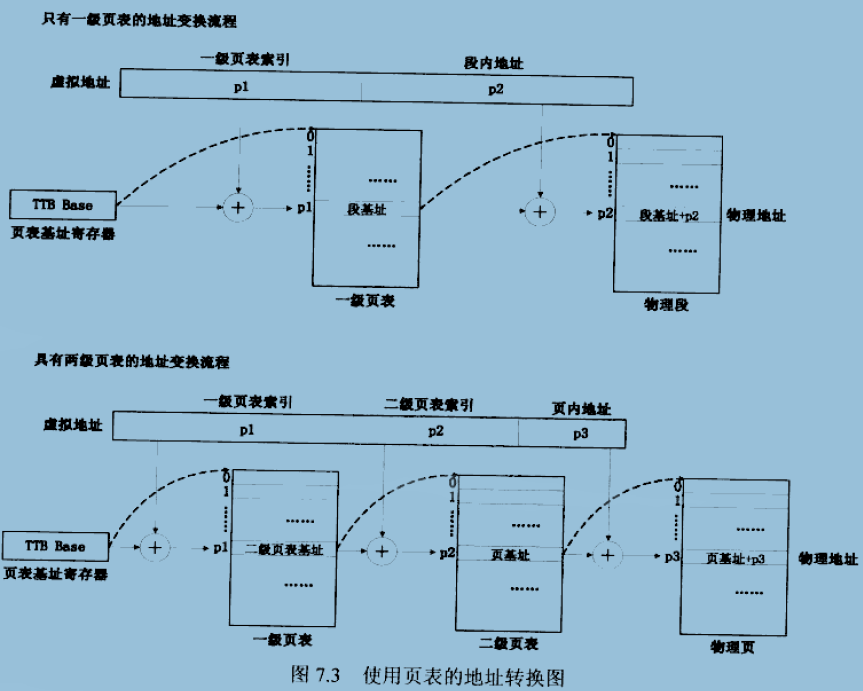 只有一级页表的地址变换流程
一级页表索引 段内地址
虚拟地址 p1 p2
0 0
1 1
...... ......
...... ......
TTB Base + p1 段基址 + p2 段基址+p2 物理地址
页表基址寄存器
...... ......
一级页表 物理段
具有两级页表的地址变换流程
一级页表索引 二级页表索引 页内地址
虚拟地址 p1 p2 p3
0 0 0
1 1 1
...... ...... ......
...... ...... ......
TTB Base + p1 二级页表基址 + p2 页基址 + p3 页基址+p3 物理地址
页表基址寄存器
...... ...... ......
一级页表 二级页表 物理页
图 7.3 使用页表的地址转换图